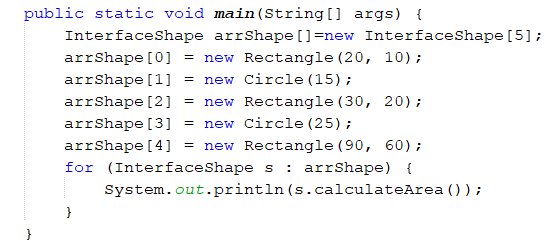 public static void main(String[] args) {
InterfaceShape arrShape[]=new InterfaceShape[5];
arrShape[0] = new Rectangle(20, 10);
arrShape[1] = new Circle(15);
arrShape[2] = new Rectangle(30, 20);
arrShape[3] = new Circle(25);
arrShape[4] = new Rectangle(90, 60);
for (InterfaceShape s : arrShape) {
System.out.println(s.calculateArea());
}
}